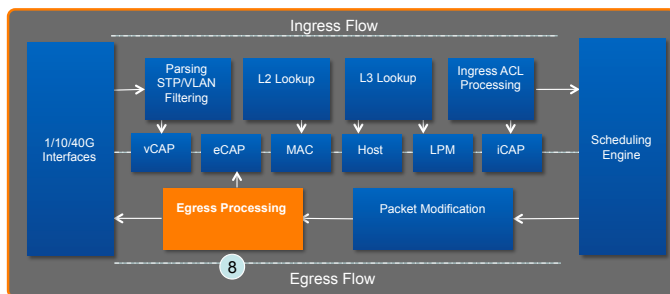 Ingress Flow
1/10/40G
Interfaces
Parsing
STP/VLAN
Filtering
L2 Lookup
L3 Lookup
Ingress ACL
Processing
Scheduling
Engine
vCAP
eCAP
MAC
Host
LPM
iCAP
Egress Processing
Packet Modification
8
Egress Flow